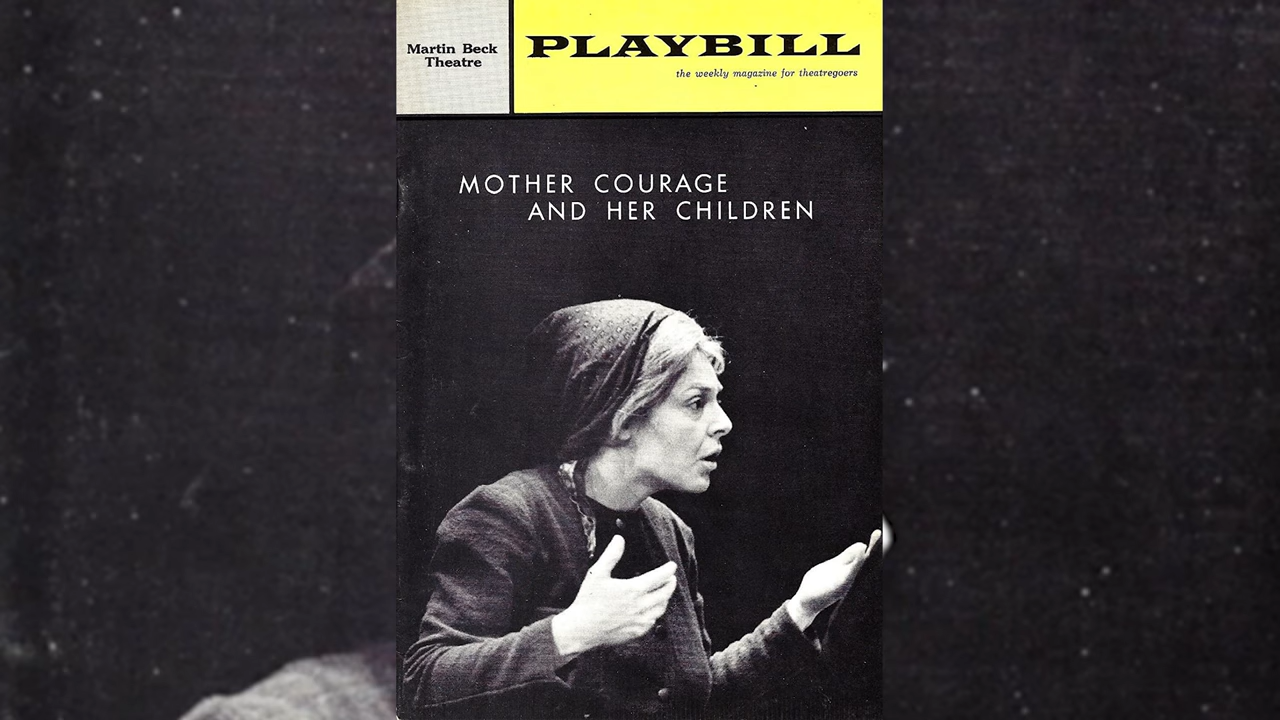 Martin Beck
Theatre
PLAYBILL
the weekly magazine for theatregoers
MOTHER COURAGE
AND HER CHILDREN